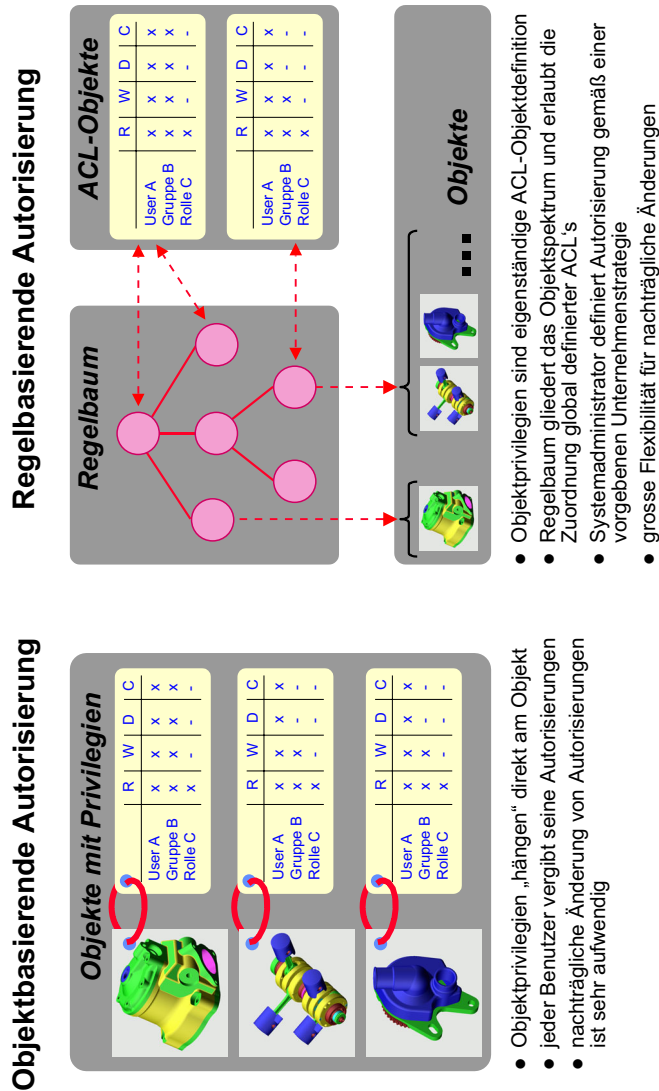 Objektbasierende Autorisierung
Objekte mit Privilegien
R W D C
User A x x x x
Gruppe B x x x x
Rolle C x - - -
R W D C
User A x x x x
Gruppe B x x - -
Rolle C x - - -
R W D C
User A x x x x
Gruppe B x x - -
Rolle C x - - -
● Objektprivilegien „hängen“ direkt am Objekt
● jeder Benutzer vergibt seine Autorisierungen
● nachträgliche Änderung von Autorisierungen
ist sehr aufwendig
Regelbasierende Autorisierung
Regelbaum
ACL-Objekte
R W D C
User A x x x x
Gruppe B x x x x
Rolle C x - - -
R W D C
User A x x x x
Gruppe B x x - -
Rolle C x - - -
Objekte
● Objektprivilegien sind eigenständige ACL-Objektdefinition
● Regelbaum gliedert das Objektspektrum und erlaubt die
Zuordnung global definierter ACL's
● Systemadministrator definiert Autorisierung gemäß einer
vorgebenen Unternehmenstrategie
● grosse Flexibilität für nachträgliche Änderungen